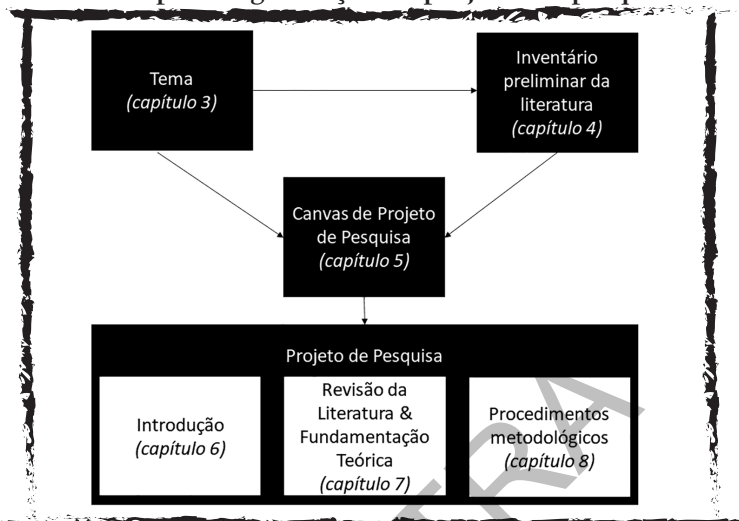 Tema
(capítulo 3)
Inventário
preliminar da
literatura
(capítulo 4)
Canvas de Projeto
de Pesquisa
(capítulo 5)
Projeto de Pesquisa
Introdução
(capítulo 6)
Revisão da
Literatura &
Fundamentação
Teórica
(capítulo 7)
Procedimentos
metodológicos
(capítulo 8)